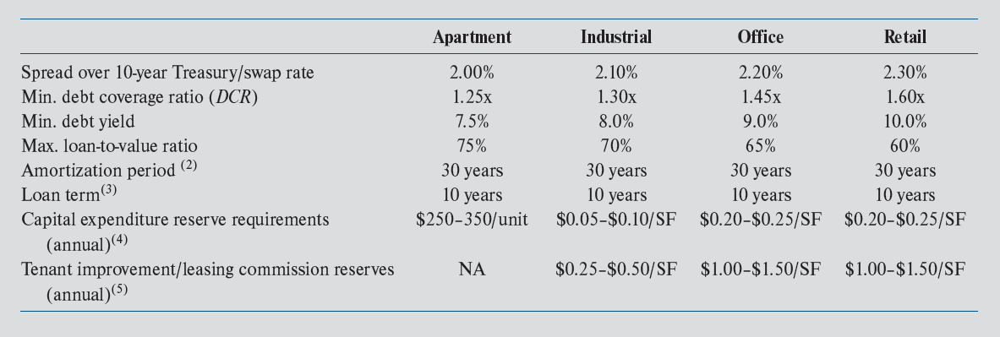 Apartment Industrial Office Retail
Spread over 10-year Treasury/swap rate 2.00% 2.10% 2.20% 2.30%
Min. debt coverage ratio (DCR) 1.25x 1.30x 1.45x 1.60x
Min. debt yield 7.5% 8.0% 9.0% 10.0%
Max. loan-to-value ratio 75% 70% 65% 60%
Amortization period (2) 30 years 30 years 30 years 30 years
Loan term(3) 10 years 10 years 10 years 10 years
Capital expenditure reserve requirements $250–350/unit $0.05–$0.10/SF $0.20–$0.25/SF $0.20–$0.25/SF
(annual)(4)
Tenant improvement/leasing commission reserves NA $0.25–$0.50/SF $1.00–$1.50/SF $1.00–$1.50/SF
(annual)(5)